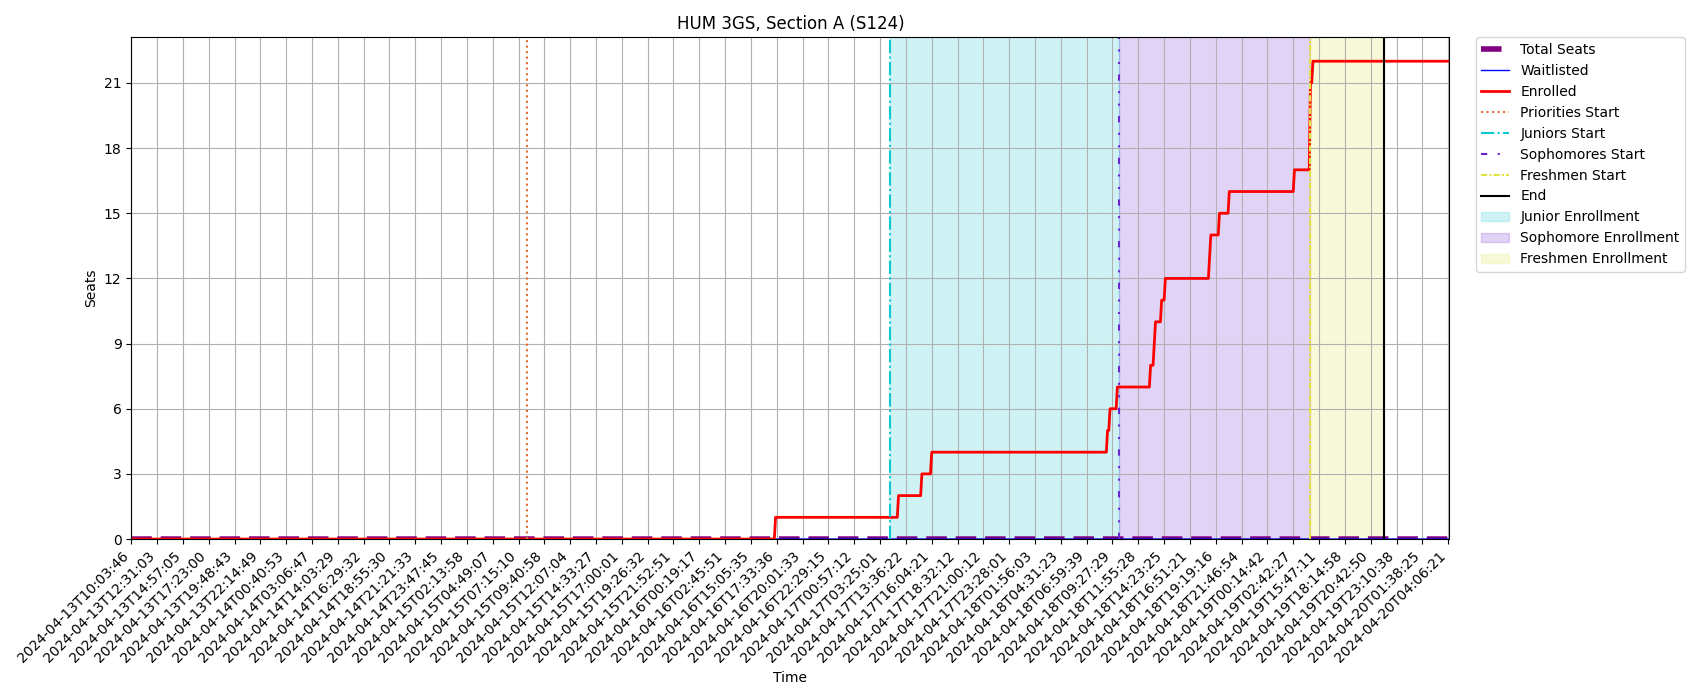 HUM 3GS, Section A (S124)
Total Seats
Waitlisted
Enrolled
Priorities Start
Juniors Start
Sophomores Start
Freshmen Start
End
Junior Enrollment
Sophomore Enrollment
Freshmen Enrollment
Seats
21
18
15
12
9
6
3
0
2024-04-13T10:03:46
2024-04-13T12:31:03
2024-04-13T14:57:05
2024-04-13T17:23:00
2024-04-13T19:48:43
2024-04-13T22:14:49
2024-04-14T00:40:53
2024-04-14T03:06:47
2024-04-14T14:03:29
2024-04-14T16:29:32
2024-04-14T18:55:30
2024-04-14T21:21:33
2024-04-14T23:47:45
2024-04-15T02:13:58
2024-04-15T04:49:07
2024-04-15T07:15:10
2024-04-15T09:40:58
2024-04-15T12:07:04
2024-04-15T14:33:27
2024-04-15T17:00:01
2024-04-15T19:26:32
2024-04-15T21:52:51
2024-04-16T00:19:17
2024-04-16T02:45:51
2024-04-16T15:05:35
2024-04-16T17:33:36
2024-04-16T20:01:33
2024-04-16T22:29:15
2024-04-17T00:57:12
2024-04-17T03:25:01
2024-04-17T13:36:22
2024-04-17T16:04:21
2024-04-17T18:32:12
2024-04-17T21:00:12
2024-04-17T23:28:01
2024-04-18T01:56:03
2024-04-18T04:31:23
2024-04-18T06:59:39
2024-04-18T09:27:29
2024-04-18T11:55:28
2024-04-18T14:23:25
2024-04-18T16:51:21
2024-04-18T19:19:16
2024-04-18T21:46:54
2024-04-19T00:14:42
2024-04-19T02:42:27
2024-04-19T15:47:11
2024-04-19T18:14:58
2024-04-19T20:42:50
2024-04-19T23:10:38
2024-04-20T01:38:25
2024-04-20T04:06:21
Time